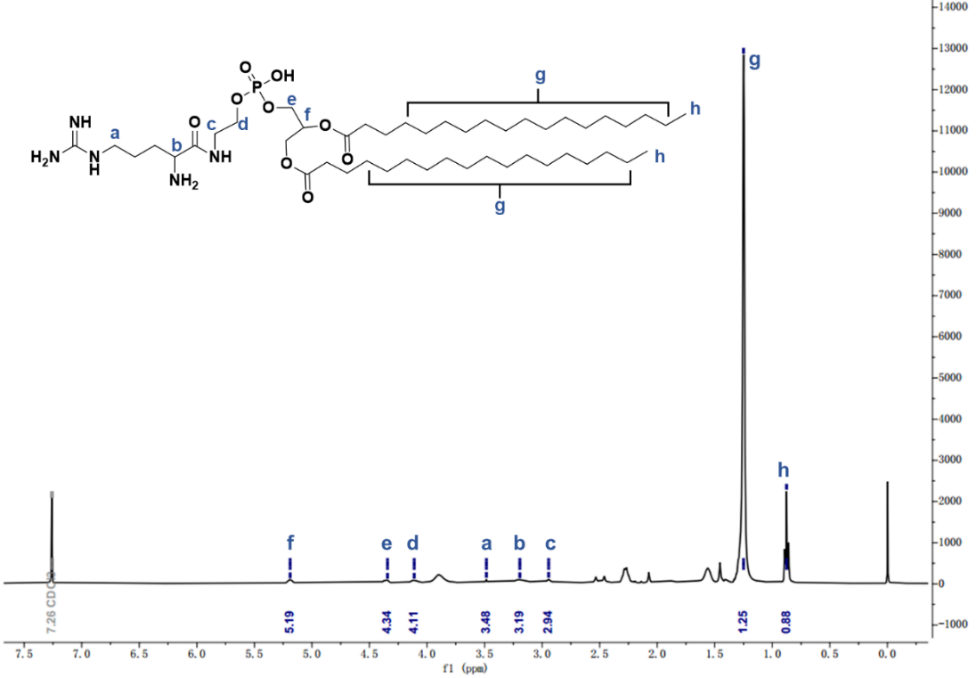 14000
13000
12000
11000
10000
9000
8000
7000
6000
5000
4000
3000
2000
1000
0
-1000
g
h
O
P
OH
O
O
e
f
d
c
O
NH
b
NH₂
a
NH
H₂N
N
H
O
O
h
O
O
h
g
g
f
e
d
a
b
c
7.26 CDCl3
5.19
4.34
4.11
3.48
3.19
2.94
1.25
0.88
7.5 7.0 6.5 6.0 5.5 5.0 4.5 4.0 3.5 3.0 2.5 2.0 1.5 1.0 0.5 0.0
f1 (ppm)